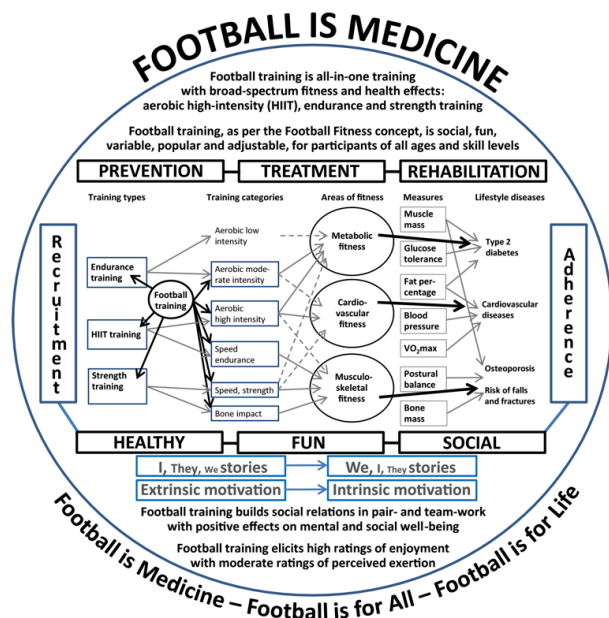 FOOTBALL IS MEDICINE
Football training is all-in-one training
with broad-spectrum fitness and health effects:
aerobic high-intensity (HIIT), endurance and strength training
Football training, as per the Football Fitness concept, is social, fun,
variable, popular and adjustable, for participants of all ages and skill levels
PREVENTION
TREATMENT
REHABILITATION
Training types
Training categories
Areas of fitness
Measures
Lifestyle diseases
Recruitment
Endurance
training
Football
training
HIIT training
Strength
training
Aerobic low
intensity
Aerobic mode-
rate intensity
Aerobic
high intensity
Speed
endurance
Speed, strength
Bone impact
Metabolic
fitness
Cardio-
vascular
fitness
Musculo-
skeletal
fitness
Muscle
mass
Glucose
tolerance
Fat per-
centage
Blood
pressure
VO₂max
Postural
balance
Bone
mass
Type 2
diabetes
Cardiovascular
diseases
Osteoporosis
Risk of falls
and fractures
Adherence
HEALTHY
FUN
SOCIAL
I, They, We stories
We, I, They stories
Extrinsic motivation
Intrinsic motivation
Football training builds social relations in pair- and team-work
with positive effects on mental and social well-being
Football training elicits high ratings of enjoyment
with moderate ratings of perceived exertion
Football is Medicine – Football is for All – Football is for Life